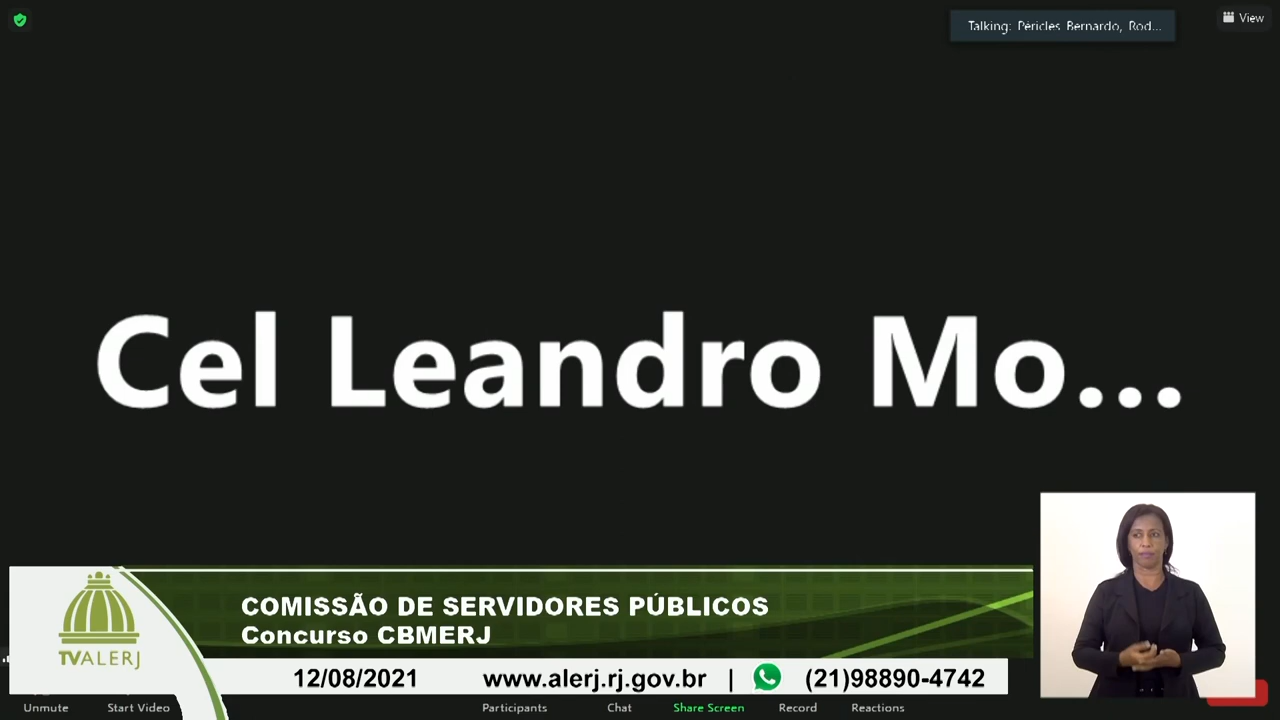 Talking: Péricles Bernardo, Rod...
View
Cel Leandro Mo...
COMISSÃO DE SERVIDORES PÚBLICOS
Concurso CBMERJ
TVALERJ
12/08/2021 www.alerj.rj.gov.br | (21)98890-4742
Unmute Start Video Participants Chat Share Screen Record Reactions